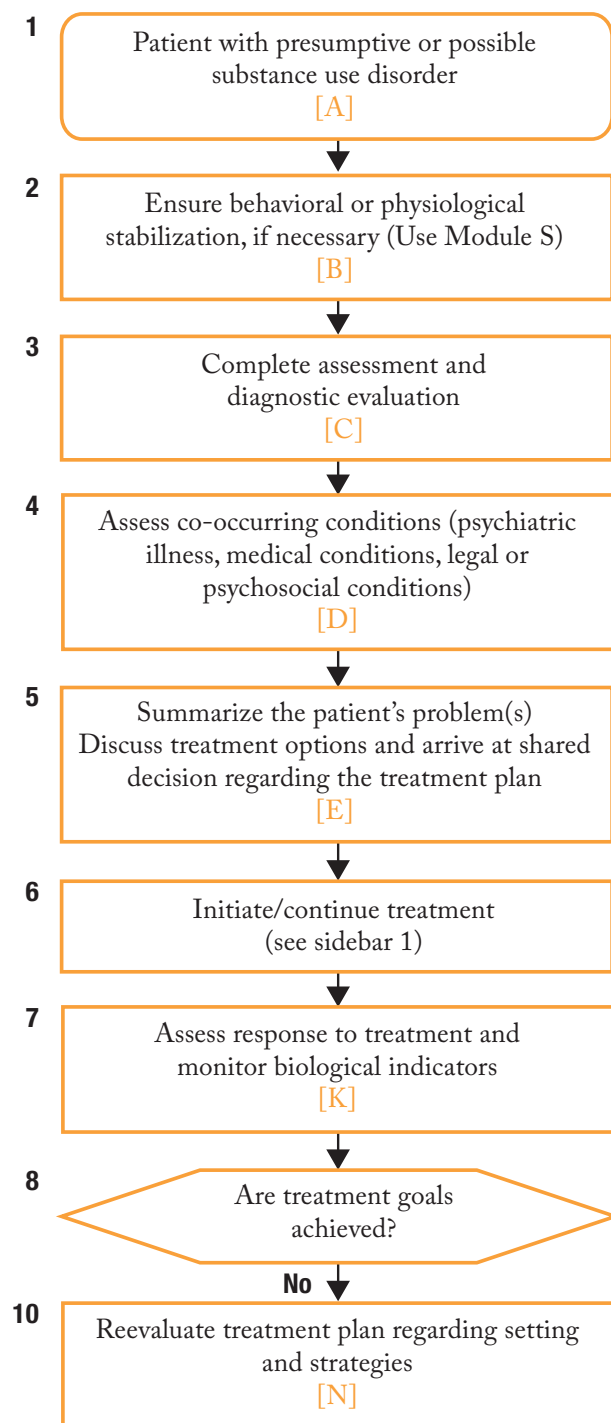 1
Patient with presumptive or possible
substance use disorder
[A]
2
Ensure behavioral or physiological
stabilization, if necessary (Use Module S)
[B]
3
Complete assessment and
diagnostic evaluation
[C]
4
Assess co-occurring conditions (psychiatric
illness, medical conditions, legal or
psychosocial conditions)
[D]
5
Summarize the patient’s problem(s)
Discuss treatment options and arrive at shared
decision regarding the treatment plan
[E]
6
Initiate/continue treatment
(see sidebar 1)
7
Assess response to treatment and
monitor biological indicators
[K]
8
Are treatment goals
achieved?
No
10
Reevaluate treatment plan regarding setting
and strategies
[N]